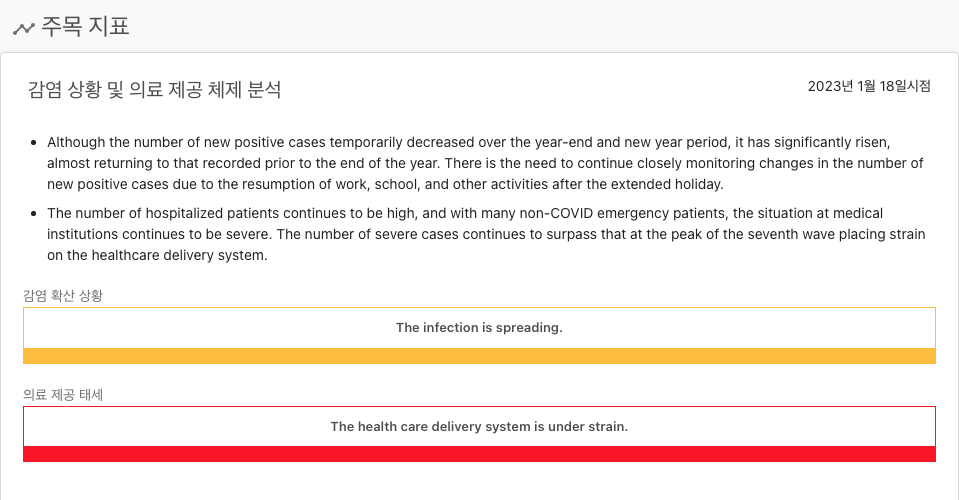 주목 지표
감염 상황 및 의료 제공 체제 분석
2023년 1월 18일시점
Although the number of new positive cases temporarily decreased over the year-end and new year period, it has significantly risen,
almost returning to that recorded prior to the end of the year. There is the need to continue closely monitoring changes in the number of
new positive cases due to the resumption of work, school, and other activities after the extended holiday.
The number of hospitalized patients continues to be high, and with many non-COVID emergency patients, the situation at medical
institutions continues to be severe. The number of severe cases continues to surpass that at the peak of the seventh wave placing strain
on the healthcare delivery system.
감염 확산 상황
The infection is spreading.
의료 제공 태세
The health care delivery system is under strain.